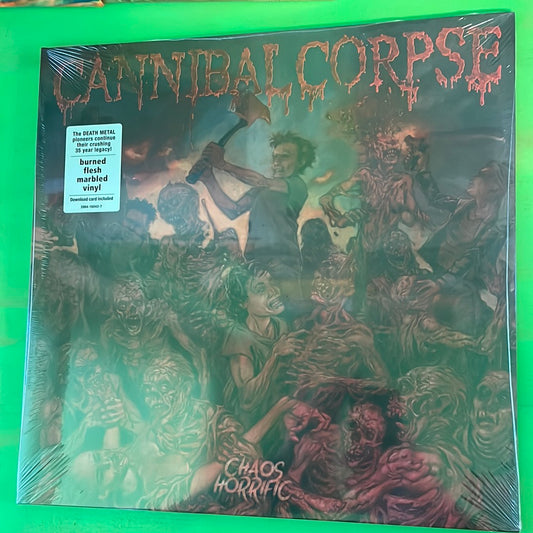 CANNIBAL CORPSE
The DEATH METAL
pioneers continue
their crushing
35 year legacy!
burned
flesh
marbled
vinyl
Download card included
CHAOS
HORRIFIC